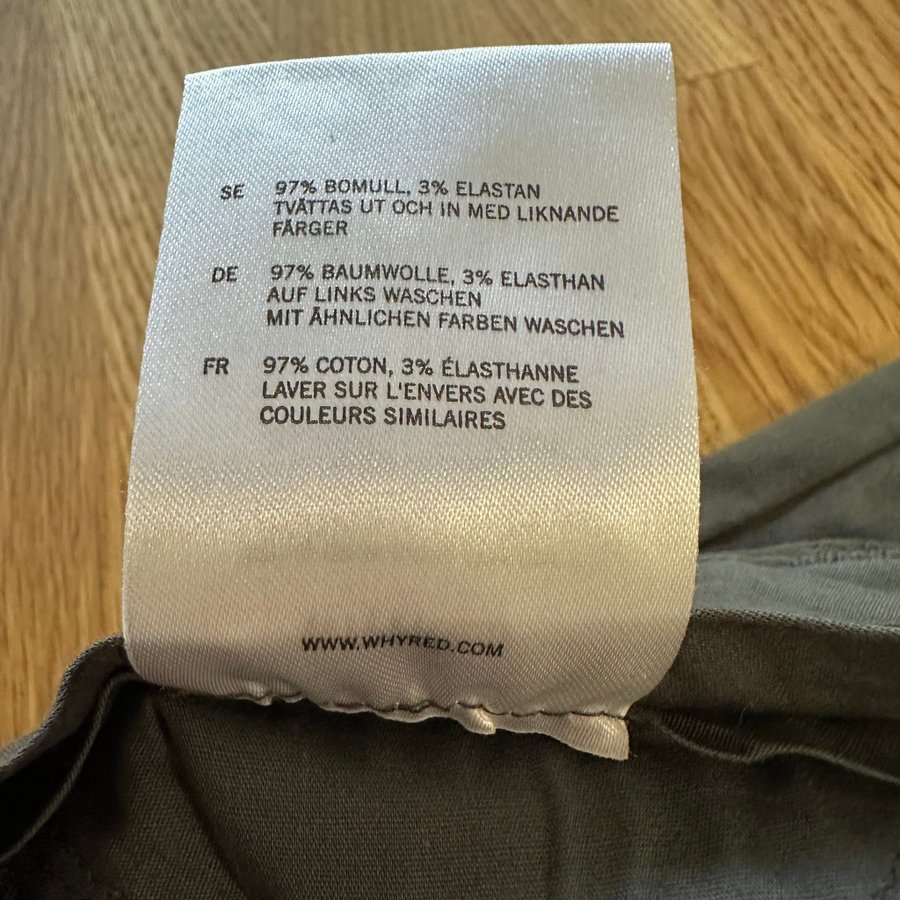 SE 97% BOMULL, 3% ELASTAN
TVÄTTAS UT OCH IN MED LIKNANDE
FÄRGER
DE 97% BAUMWOLLE, 3% ELASTHAN
AUF LINKS WASCHEN
MIT ÄHNLICHEN FARBEN WASCHEN
FR 97% COTON, 3% ÉLASTHANNE
LAVER SUR L'ENVERS AVEC DES
COULEURS SIMILAIRES
WWW.WHYRED.COM